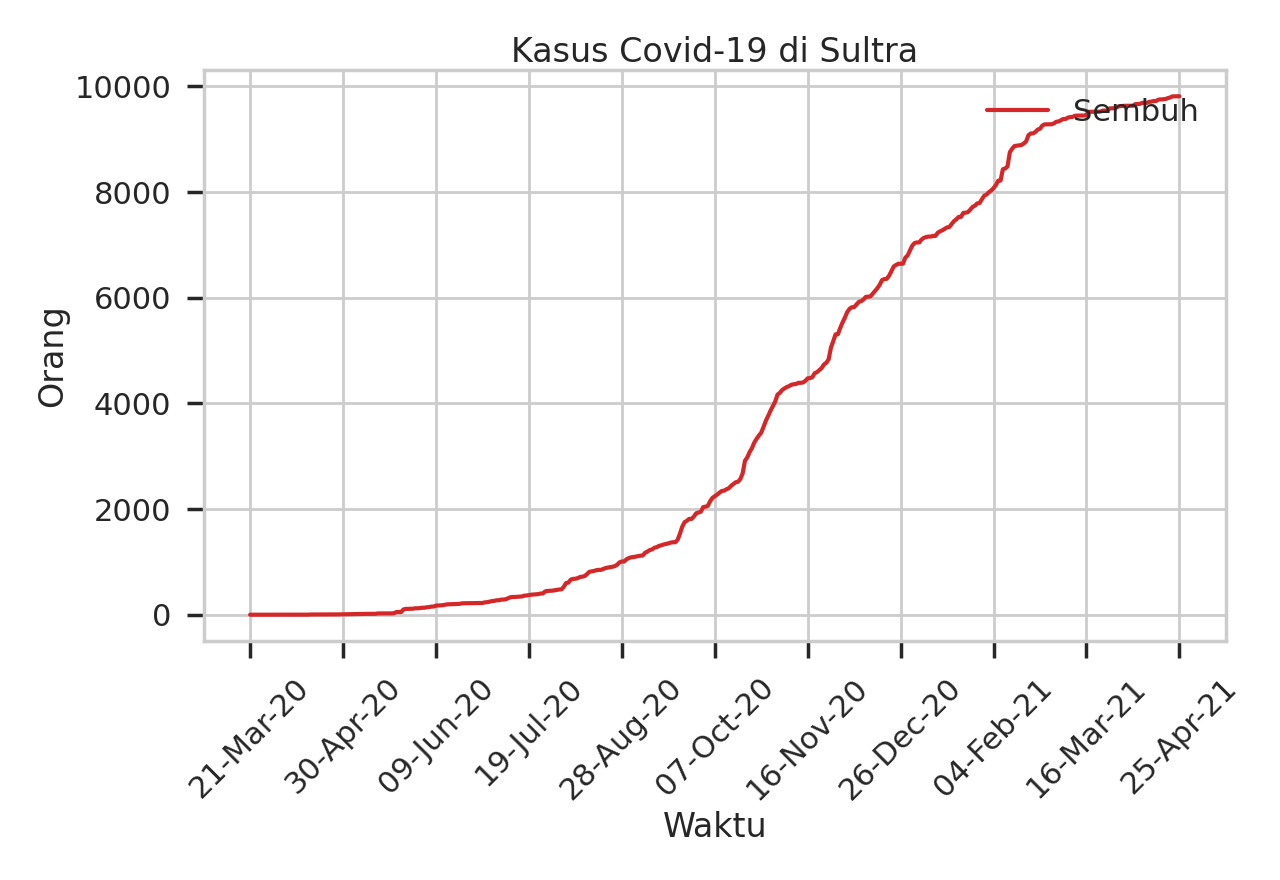 Kasus Covid-19 di Sultra
10000
8000
6000
4000
2000
0
Orang
Sembuh
21-Mar-20
30-Apr-20
09-Jun-20
19-Jul-20
28-Aug-20
07-Oct-20
16-Nov-20
26-Dec-20
04-Feb-21
16-Mar-21
25-Apr-21
Waktu